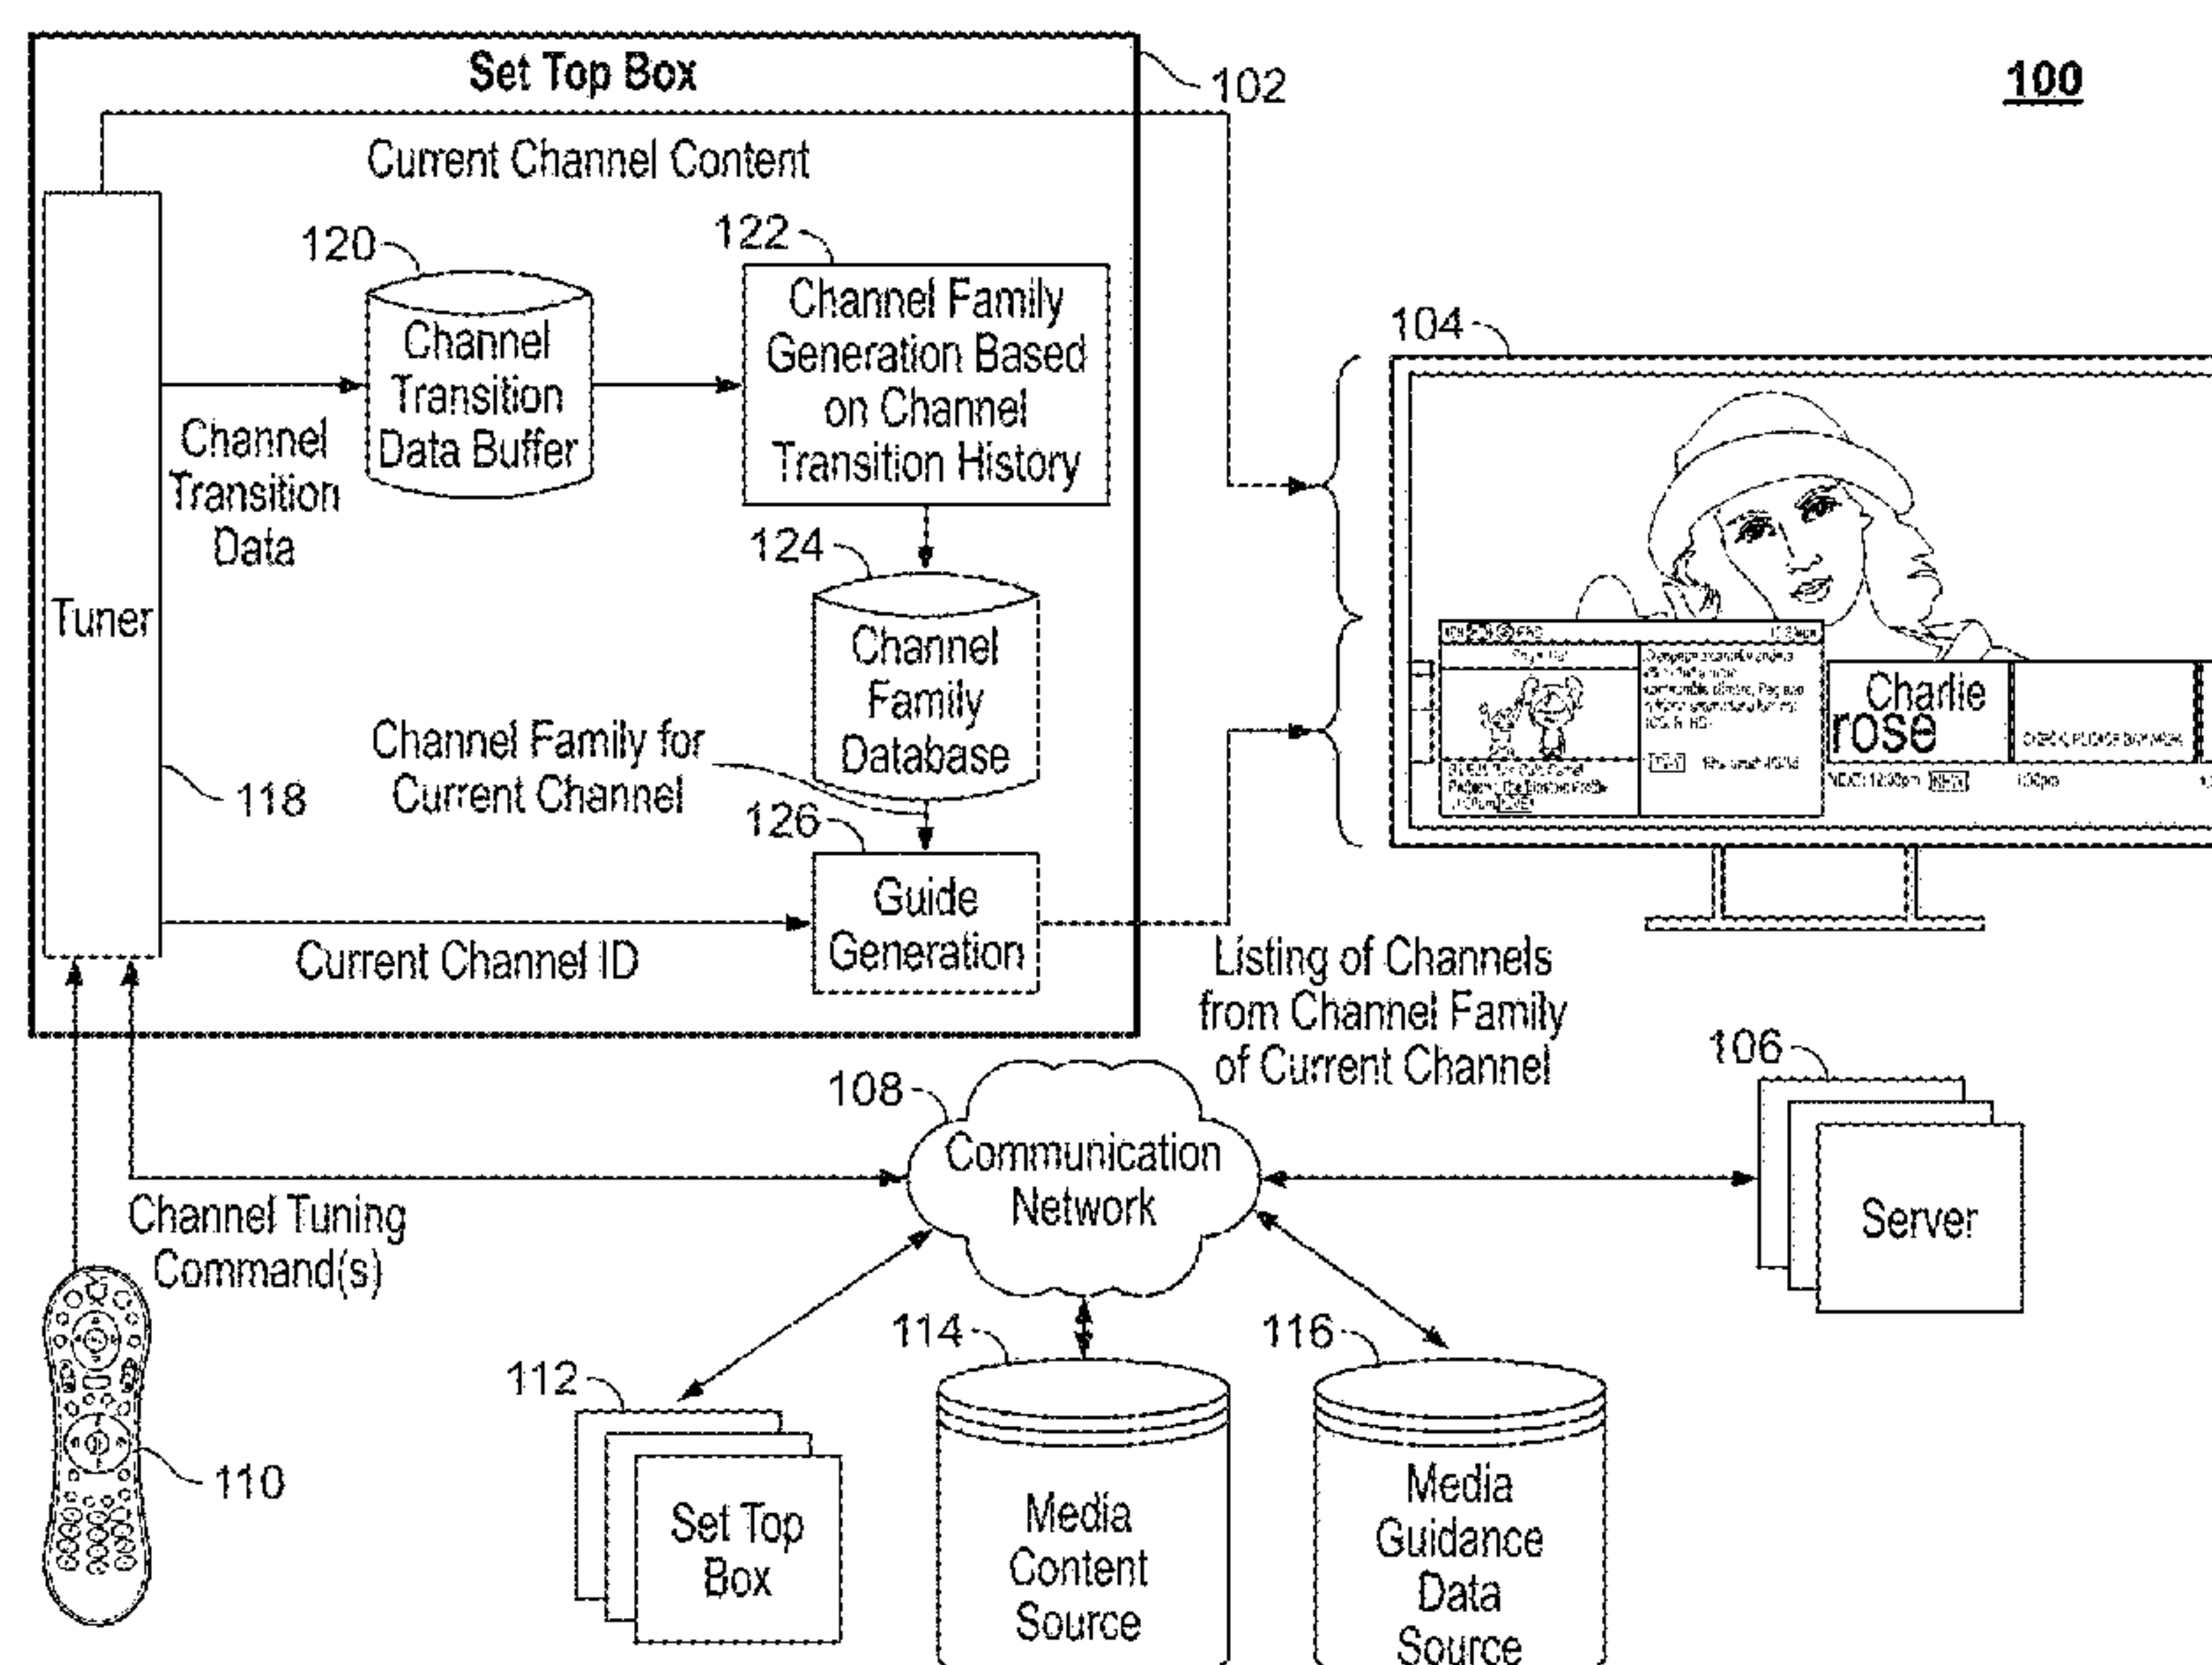 Set Top Box
102
100
Current Channel Content
120
122
Channel
Transition
Data Buffer
Channel Family
Generation Based
on Channel
Transition History
Channel
Transition
Data
104
124
Tuner
Channel
Family
Database
Channel Family for
Current Channel
118
126
Guide
Generation
Current Channel ID
Charlie
rose
1:00pm
Listing of Channels
from Channel Family
of Current Channel
106
108
Communication
Network
Server
Channel Tuning
Command(s)
110
112
Set Top
Box
114
Media
Content
Source
116
Media
Guidance
Data
Source